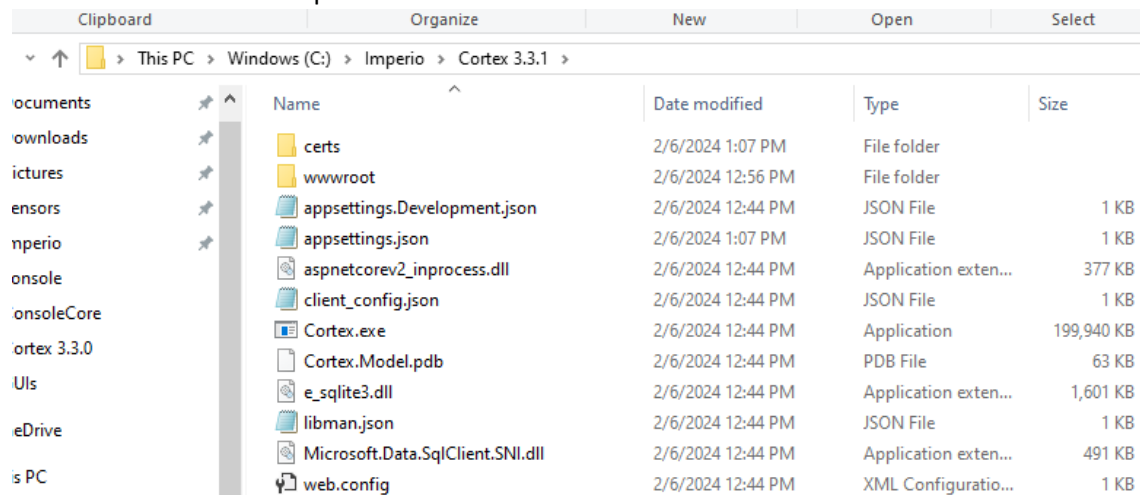 Clipboard Organize New Open Select
This PC > Windows (C:) > Imperio > Cortex 3.3.1 >
ocuments
ownloads
ictures
ensors
mperio
onsole
onsoleCore
ortex 3.3.0
UIs
eDrive
is PC
Name Date modified Type Size
certs 2/6/2024 1:07 PM File folder
wwwroot 2/6/2024 12:56 PM File folder
appsettings.Development.json 2/6/2024 12:44 PM JSON File 1 KB
appsettings.json 2/6/2024 1:07 PM JSON File 1 KB
aspnetcorev2_inprocess.dll 2/6/2024 12:44 PM Application exten... 377 KB
client_config.json 2/6/2024 12:44 PM JSON File 1 KB
Cortex.exe 2/6/2024 12:44 PM Application 199,940 KB
Cortex.Model.pdb 2/6/2024 12:44 PM PDB File 63 KB
e_sqlite3.dll 2/6/2024 12:44 PM Application exten... 1,601 KB
libman.json 2/6/2024 12:44 PM JSON File 1 KB
Microsoft.Data.SqlClient.SNI.dll 2/6/2024 12:44 PM Application exten... 491 KB
web.config 2/6/2024 12:44 PM XML Configuratio... 1 KB